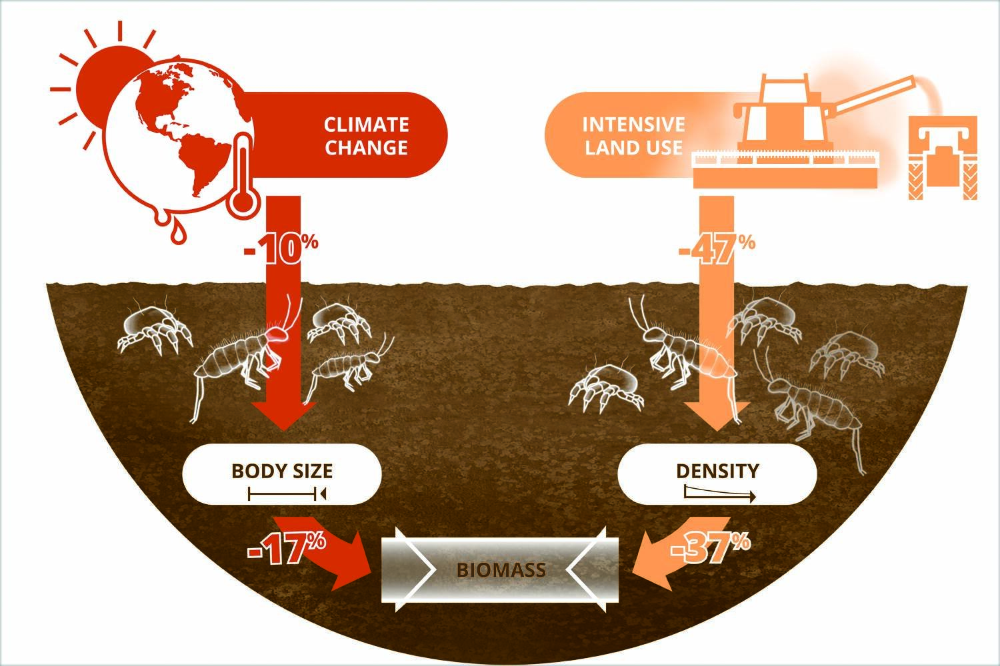 CLIMATE
CHANGE
INTENSIVE
LAND USE
-10%
-47%
BODY SIZE
DENSITY
-17%
-37%
BIOMASS